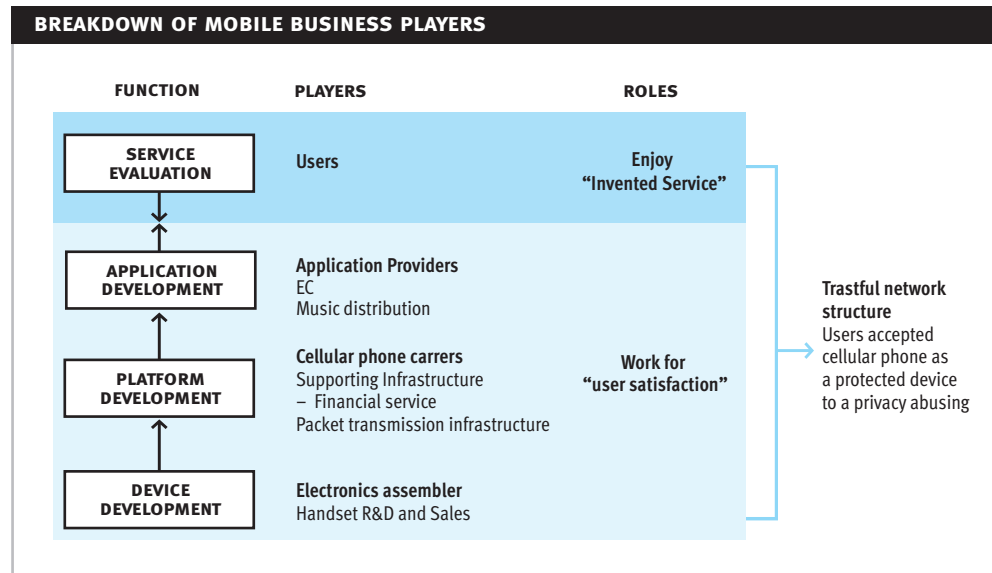 BREAKDOWN OF MOBILE BUSINESS PLAYERS
FUNCTION
PLAYERS
ROLES
SERVICE
EVALUATION
Users
Enjoy
“Invented Service”
APPLICATION
DEVELOPMENT
Application Providers
EC
Music distribution
PLATFORM
DEVELOPMENT
Cellular phone carrers
Supporting Infrastructure
– Financial service
Packet transmission infrastructure
Work for
“user satisfaction”
DEVICE
DEVELOPMENT
Electronics assembler
Handset R&D and Sales
Trastful network
structure
Users accepted
cellular phone as
a protected device
to a privacy abusing